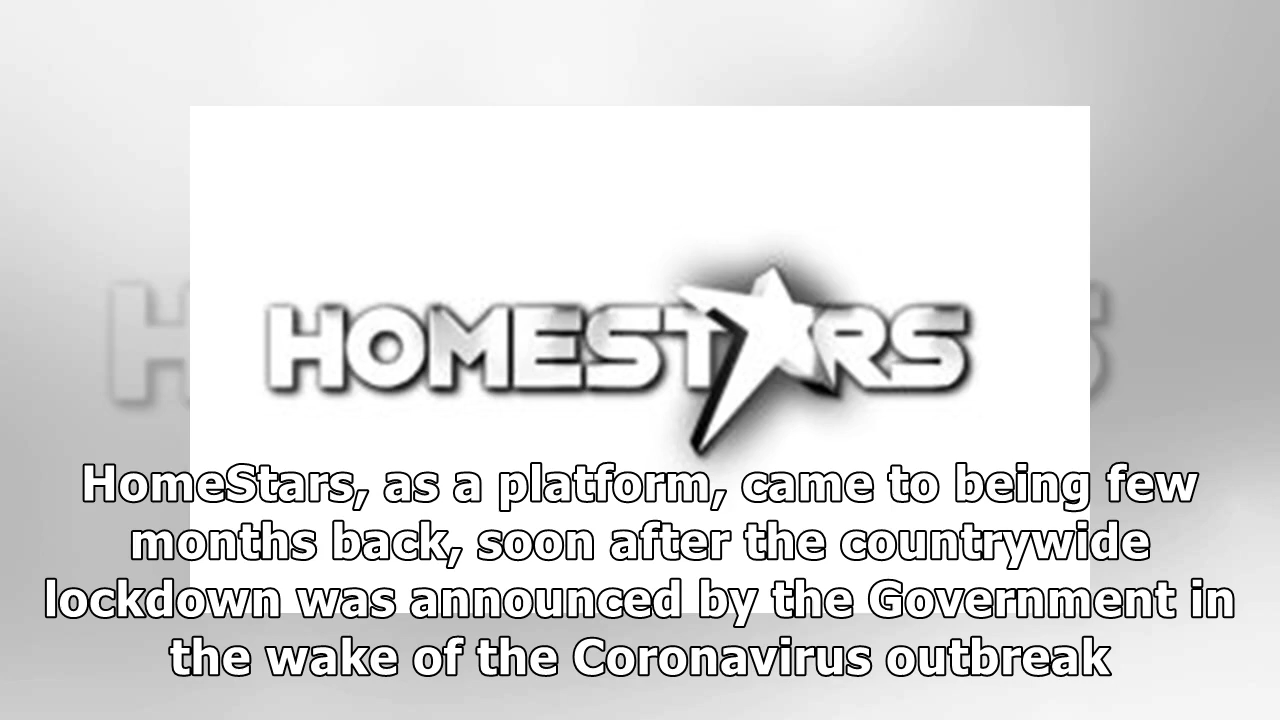 HOMESTARS
HomeStars, as a platform, came to being few
months back, soon after the countrywide
lockdown was announced by the Government in
the wake of the Coronavirus outbreak